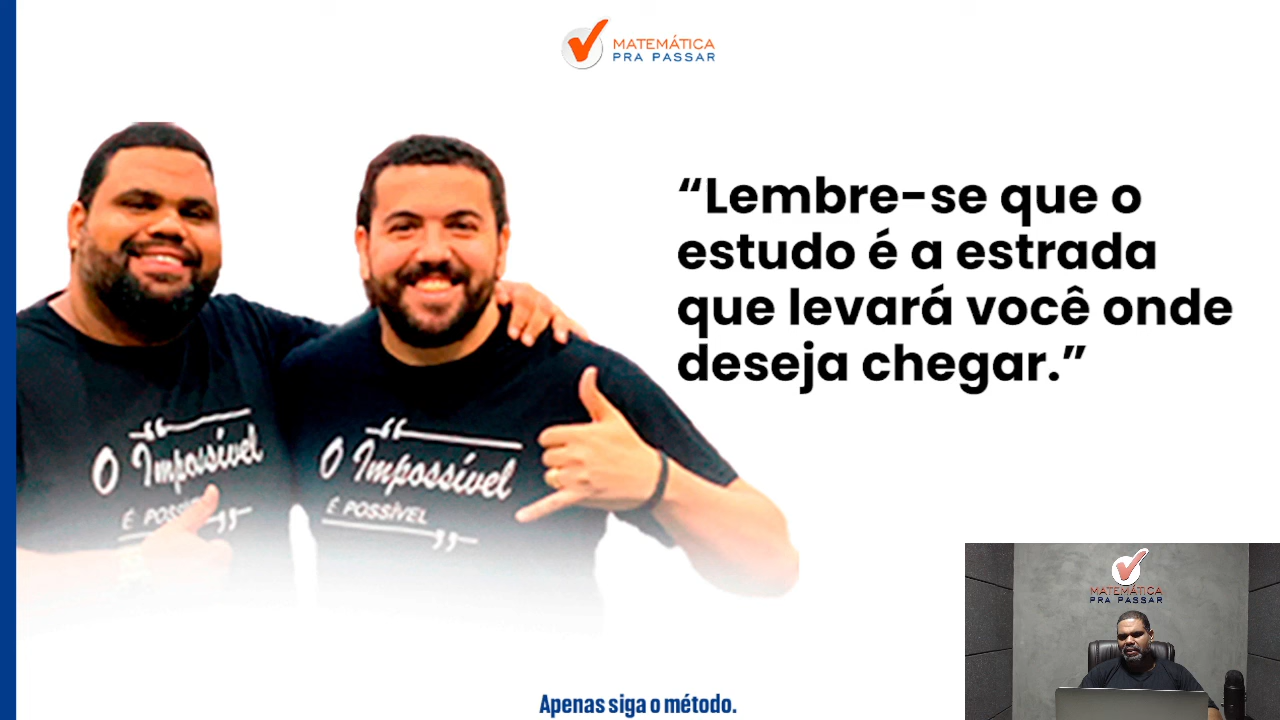 MATEMÁTICA
PRA PASSAR
“Lembre-se que o
estudo é a estrada
que levará você onde
deseja chegar.”
“
O Impossível
É POSSÍVEL
”
“
O Impossível
É POSSÍVEL
”
MATEMÁTICA
PRA PASSAR
Apenas siga o método.